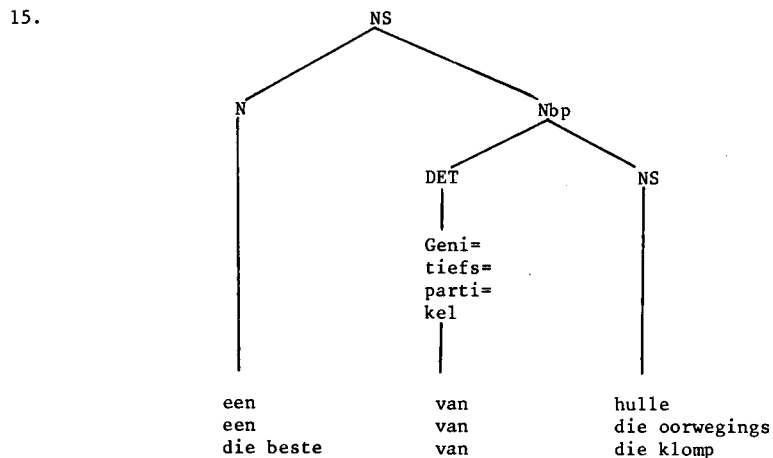 15.
NS
N Nbp
DET NS
Geni=
tiefs=
parti=
kel
een van hulle
een van die oorwegings
die beste van die klomp